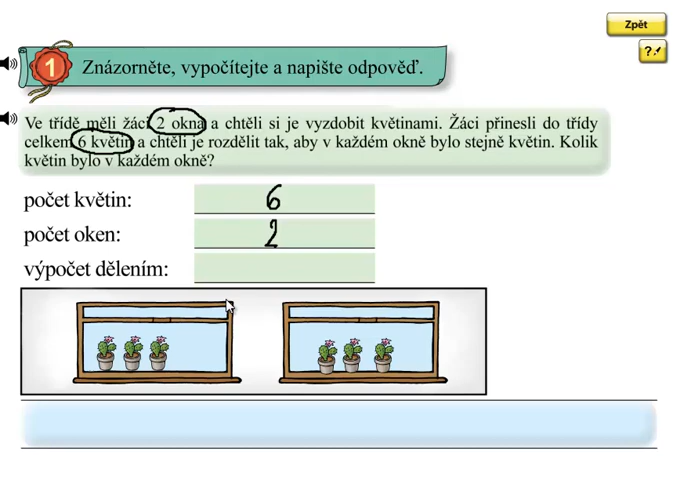 Zpět
?
1 Znázorněte, vypočítejte a napište odpověď.
Ve třídě měli žáci 2 okna a chtěli si je vyzdobit květinami. Žáci přinesli do třídy
celkem 6 květin a chtěli je rozdělit tak, aby v každém okně bylo stejně květin. Kolik
květin bylo v každém okně?
počet květin: 6
počet oken: 2
výpočet dělením: